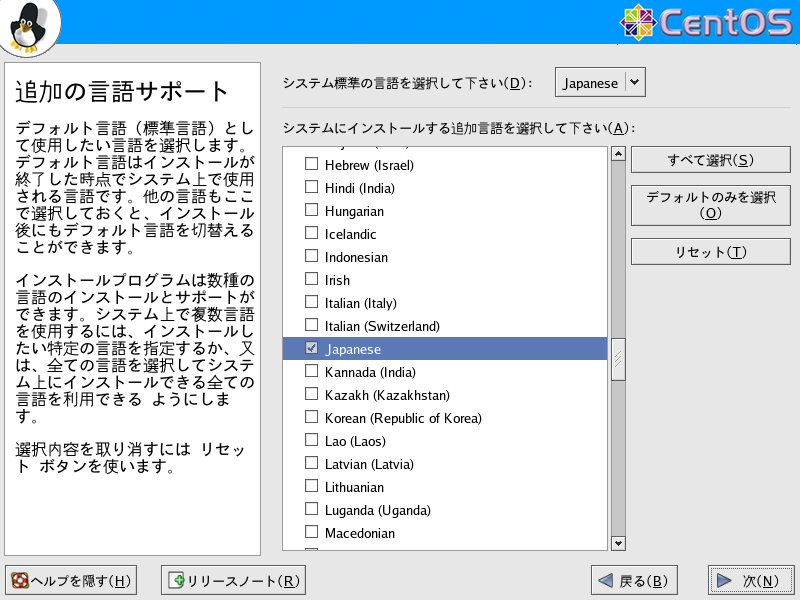 CentOS
追加の言語サポート
デフォルト言語（標準言語）とし
て使用したい言語を選択します。
デフォルト言語はインストールが
終了した時点でシステム上で使用
される言語です。他の言語もここ
で選択しておくと、インストール
後にもデフォルト言語を切替える
ことができます。
インストールプログラムは数種の
言語のインストールとサポートが
できます。システム上で複数言語
を使用するには、インストールし
たい特定の言語を指定するか、又
は、全ての言語を選択してシステ
ム上にインストールできる全ての
言語を利用できる ようにしま
す。
選択内容を取り消すには リセッ
ト ボタンを使います。
システム標準の言語を選択して下さい(D):
Japanese
システムにインストールする追加言語を選択して下さい(A):
Hebrew (Israel)
Hindi (India)
Hungarian
Icelandic
Indonesian
Irish
Italian (Italy)
Italian (Switzerland)
Japanese
Kannada (India)
Kazakh (Kazakhstan)
Korean (Republic of Korea)
Lao (Laos)
Latvian (Latvia)
Lithuanian
Luganda (Uganda)
Macedonian
すべて選択(S)
デフォルトのみを選択
(O)
リセット(T)
ヘルプを隠す(H)
リリースノート(R)
戻る(B)
次(N)